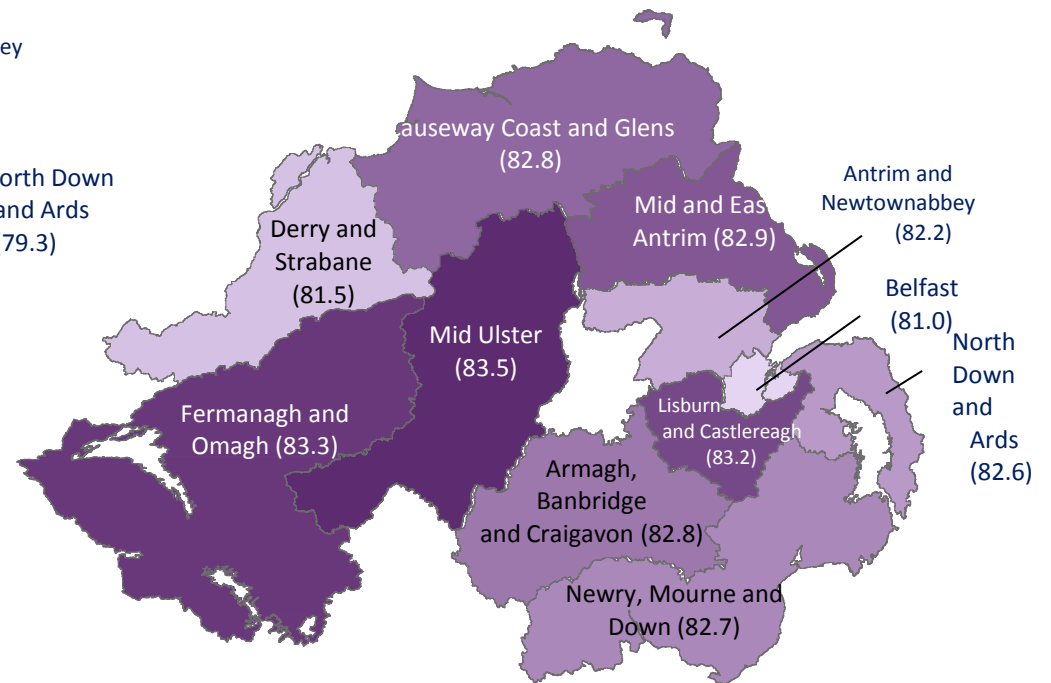 ey
orth Down
and Ards
79.3)
auseway Coast and Glens
(82.8)
Mid and Eas
Antrim (82.9)
Antrim and
Newtownabbey
(82.2)
Derry and
Strabane
(81.5)
Belfast
(81.0)
North
Down
and
Ards
(82.6)
Mid Ulster
(83.5)
Fermanagh and
Omagh (83.3)
Lisburn
and Castlereagh
(83.2)
Armagh,
Banbridge
and Craigavon (82.8)
Newry, Mourne and
Down (82.7)